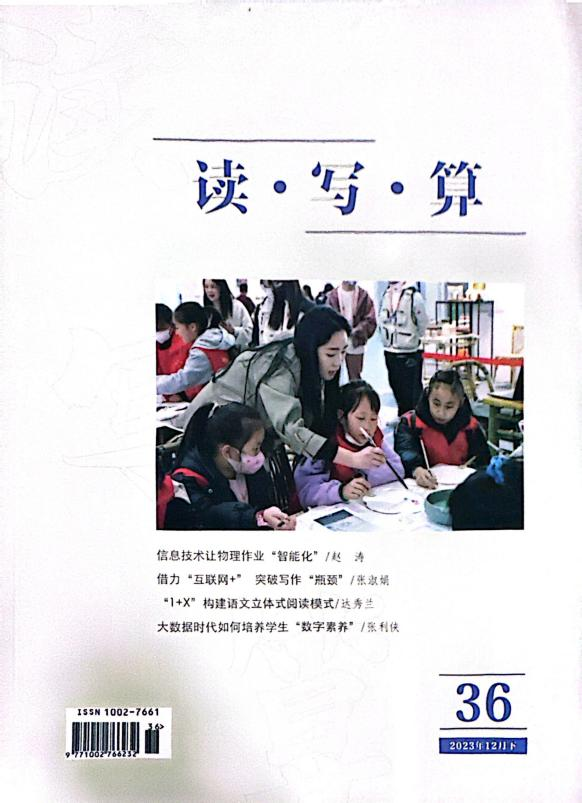 读·写·算
信息技术让物理作业“智能化”/赵 涛
借力“互联网+” 突破写作“瓶颈”/张淑娟
“1+X”构建语文立体式阅读模式/达秀兰
大数据时代如何培养学生“数字素养”/张利侠
36
2023年12月下
ISSN 1002-7661
36>
9 771002 766232